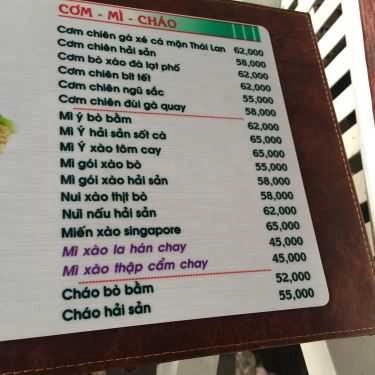 CƠM - MÌ - CHÁO
Cơm chiên gà xé cá mặn Thái Lan 62,000
Cơm chiên hải sản 58,000
Cơm bò xào đà lạt phố 62,000
Cơm chiên bít tết 62,000
Cơm chiên ngũ sắc 55,000
Cơm chiên đùi gà quay 58,000
Mì ý bò bằm 62,000
Mì Ý hải sản sốt cà 65,000
Mì Ý xào tôm cay 65,000
Mì gói xào bò 55,000
Mì gói xào hải sản 58,000
Nui xào thịt bò 58,000
Nui nấu hải sản 62,000
Miến xào singapore 65,000
Mì xào la hán chay 45,000
Mì xào thập cẩm chay 45,000
Cháo bò bằm 52,000
Cháo hải sản 55,000